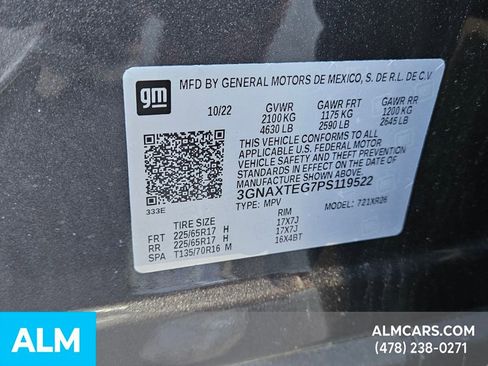 gm
MFD BY GENERAL MOTORS DE MEXICO, S. DE R.L. DE C.V.
10/22 GVWR GAWR FRT GAWR RR
2100 KG 1175 KG 1200 KG
4630 LB 2590 LB 2645 LB
THIS VEHICLE CONFORMS TO ALL
APPLICABLE U.S. FEDERAL MOTOR
VEHICLE SAFETY AND THEFT PREVENTION
STANDARDS IN EFFECT ON THE DATE OF
MANUFACTURE SHOWN ABOVE.
3GNAXTEG7PS119522
333E
TYPE: MPV MODEL: 721XR26
TIRE SIZE RIM
FRT 225/65R17 H 17X7J
RR 225/65R17 H 17X7J
SPA T135/70R16 M 16X4BT
ALM
ALMCARS.COM
(478) 238-0271